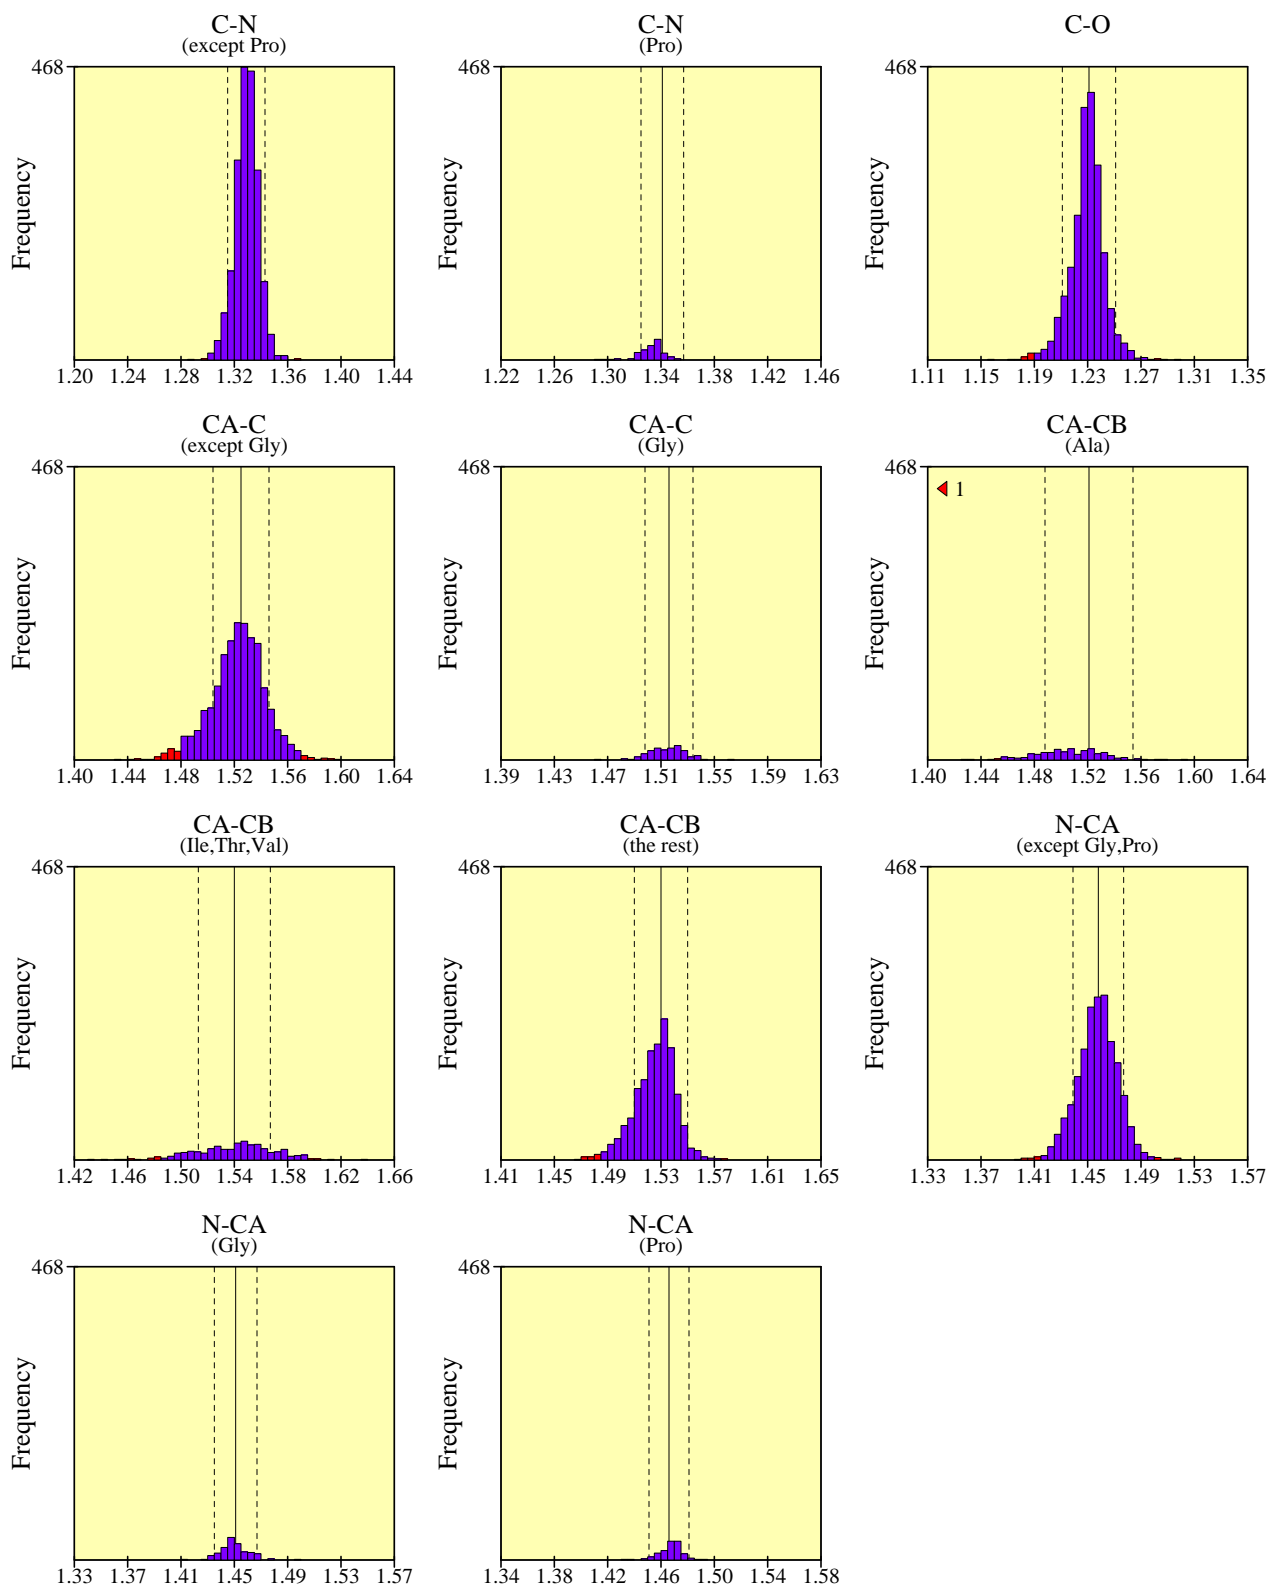 C-N
(except Pro)
468
Frequency
1.20 1.24 1.28 1.32 1.36 1.40 1.44
C-N
(Pro)
468
Frequency
1.22 1.26 1.30 1.34 1.38 1.42 1.46
C-O
468
Frequency
1.11 1.15 1.19 1.23 1.27 1.31 1.35
CA-C
(except Gly)
468
Frequency
1.40 1.44 1.48 1.52 1.56 1.60 1.64
CA-C
(Gly)
468
Frequency
1.39 1.43 1.47 1.51 1.55 1.59 1.63
CA-CB
(Ala)
468
1
Frequency
1.40 1.44 1.48 1.52 1.56 1.60 1.64
CA-CB
(Ile,Thr,Val)
468
Frequency
1.42 1.46 1.50 1.54 1.58 1.62 1.66
CA-CB
(the rest)
468
Frequency
1.41 1.45 1.49 1.53 1.57 1.61 1.65
N-CA
(except Gly,Pro)
468
Frequency
1.33 1.37 1.41 1.45 1.49 1.53 1.57
N-CA
(Gly)
468
Frequency
1.33 1.37 1.41 1.45 1.49 1.53 1.57
N-CA
(Pro)
468
Frequency
1.34 1.38 1.42 1.46 1.50 1.54 1.58